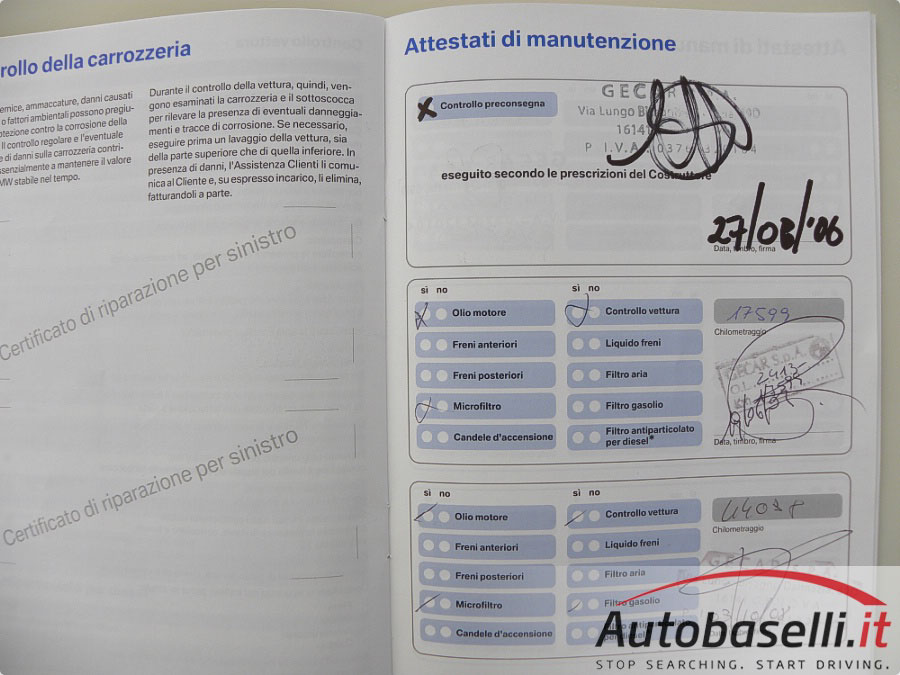 rollo della carrozzeria
ernice, ammaccature, danni causati
o fattori ambientali possono pregiu-
otezione contro la corrosione della
Il controllo regolare e l'eventuale
e di danni sulla carrozzeria contri-
ssenzialmente a mantenere il valore
MW stabile nel tempo.
Durante il controllo della vettura, quindi, ven-
gono esaminati la carrozzeria e il sottoscocca
per rilevare la presenza di eventuali danneggia-
menti e tracce di corrosione. Se necessario,
eseguire prima un lavaggio della vettura, sia
della parte superiore che di quella inferiore. In
presenza di danni, l'Assistenza Clienti li comu-
nica al Cliente e, su espresso incarico, li elimina,
fatturandoli a parte.
Certificato di riparazione per sinistro
Certificato di riparazione per sinistro
Attestati di manutenzione
Controllo preconsegna
GECAR S.p.A.
Via Lungo
16141
P. I.V.A.
eseguito secondo le prescrizioni del Costruttore
27/03/'06
Data, timbro, firma
sì no
sì no
Olio motore
Controllo vettura
17599
Chilometraggio
Freni anteriori
Liquido freni
Freni posteriori
Filtro aria
GECAR S.p.A.
Microfiltro
Filtro gasolio
Candele d'accensione
Filtro antiparticolato
per diesel*
Data, timbro, firma
sì no
sì no
Olio motore
Controllo vettura
Chilometraggio
Freni anteriori
Liquido freni
Freni posteriori
Filtro aria
Microfiltro
Filtro gasolio
03/10/08
Candele d'accensione
Autobaselli.it
STOP SEARCHING. START DRIVING.